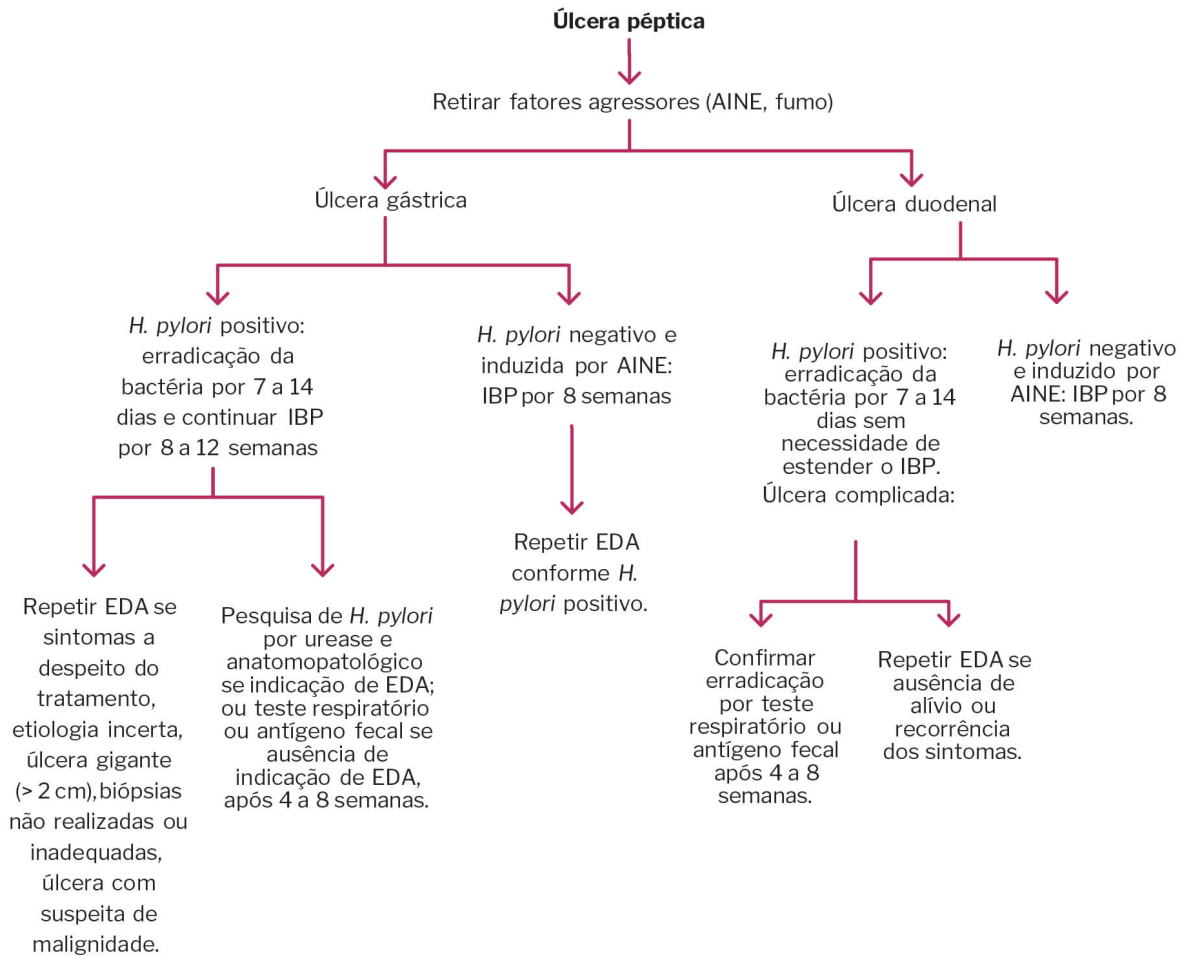 Úlcera péptica
Retirar fatores agressores (AINE, fumo)
Úlcera gástrica
Úlcera duodenal
H. pylori positivo:
erradicação da
bactéria por 7 a 14
dias e continuar IBP
por 8 a 12 semanas
H. pylori negativo e
induzida por AINE:
IBP por 8 semanas
H. pylori positivo:
erradicação da
bactéria por 7 a 14
dias sem
necessidade de
estender o IBP.
Úlcera complicada:
H. pylori negativo
e induzido por
AINE: IBP por 8
semanas.
Repetir EDA se
sintomas a
despeito do
tratamento,
etiologia incerta,
úlcera gigante
(> 2 cm), biópsias
não realizadas ou
inadequadas,
úlcera com
suspeita de
malignidade.
Pesquisa de H. pylori
por urease e
anatomopatológico
se indicação de EDA;
ou teste respiratório
ou antígeno fecal se
ausência de
indicação de EDA,
após 4 a 8 semanas.
Repetir EDA
conforme H.
pylori positivo.
Confirmar
erradicação
por teste
respiratório ou
antígeno fecal
após 4 a 8
semanas.
Repetir EDA se
ausência de
alívio ou
recorrência
dos sintomas.